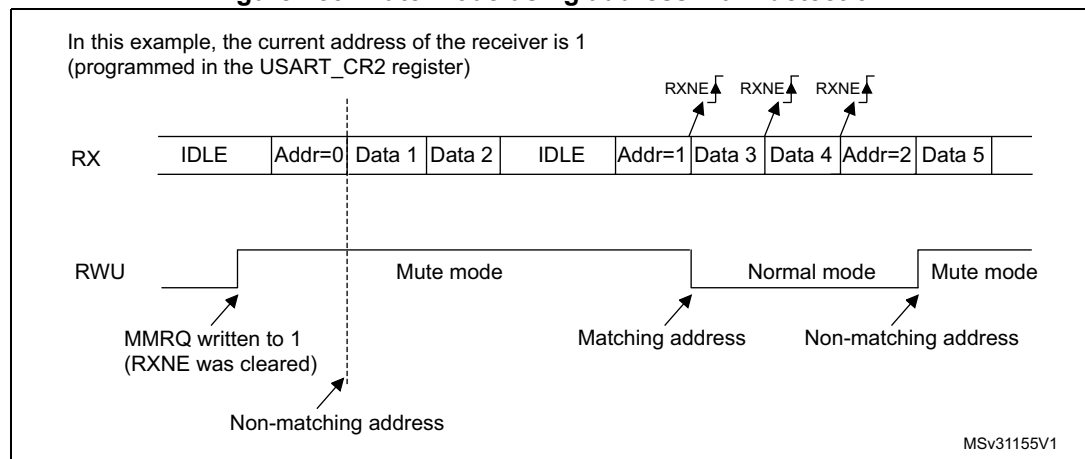 In this example, the current address of the receiver is 1
(programmed in the USART_CR2 register)
RXNE RXNE RXNE
RX IDLE Addr=0 Data 1 Data 2 IDLE Addr=1 Data 3 Data 4 Addr=2 Data 5
RWU Mute mode Normal mode Mute mode
MMRQ written to 1
(RXNE was cleared)
Matching address Non-matching address
Non-matching address
MSv31155V1